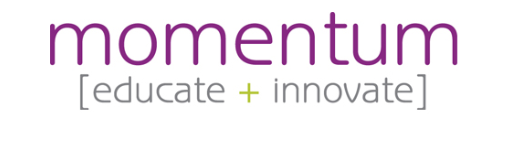 momentum
[educate + innovate]